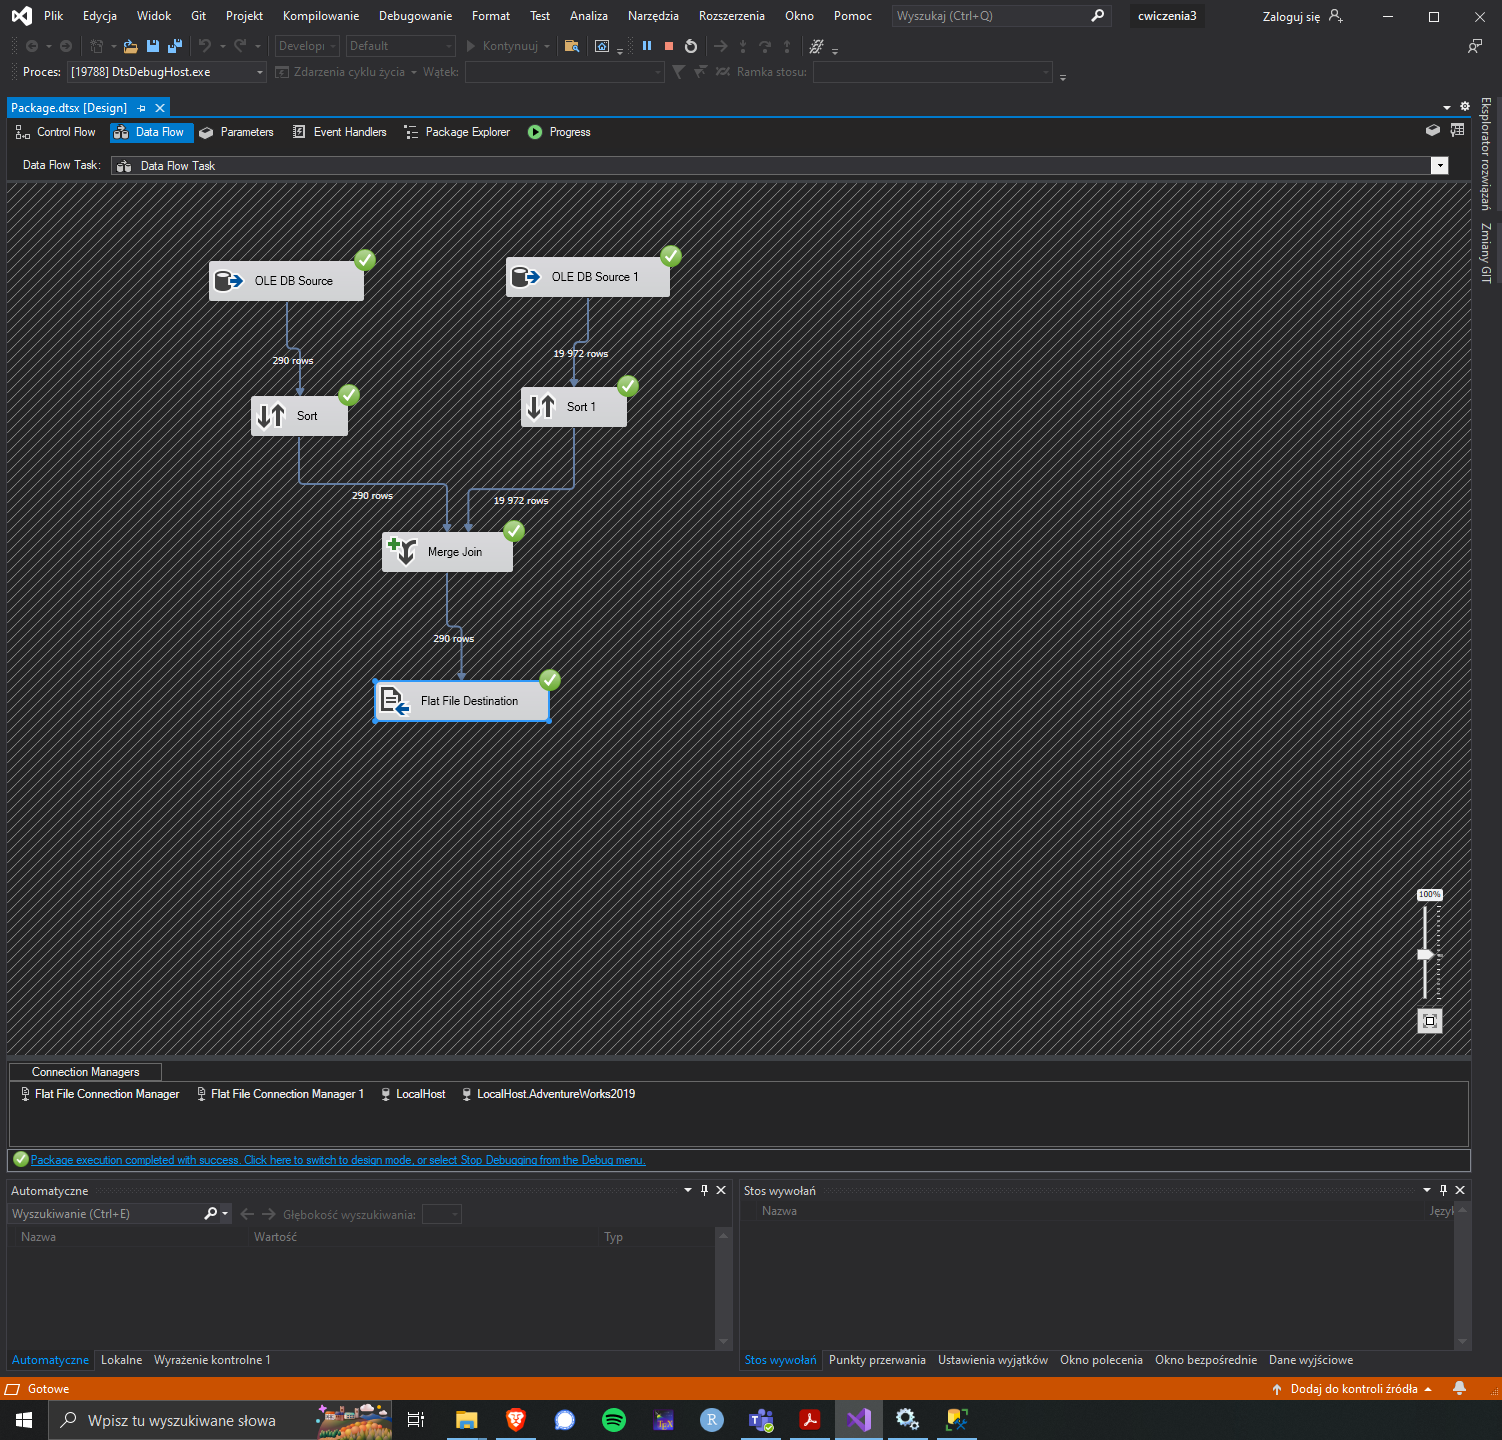 Plik Edycja Widok Git Projekt Kompilowanie Debugowanie Format Test Analiza Narzędzia Rozszerzenia Okno Pomoc Wyszukaj (Ctrl+Q) cwiczenia3 Zaloguj się
Default Kontynuuj
Proces: [19788] DtsDebugHost.exe Zdarzenia cyklu życia Wątek: Ramka stosu:
Package.dtsx [Design]
Control Flow Data Flow Parameters Event Handlers Package Explorer Progress
Data Flow Task: Data Flow Task
Eksplorator rozwiązań
Zmiany GIT
OLE DB Source
OLE DB Source 1
290 rows
19 972 rows
Sort
Sort 1
290 rows
19 972 rows
Merge Join
290 rows
Flat File Destination
100%
Connection Managers
Flat File Connection Manager Flat File Connection Manager 1 LocalHost LocalHost.AdventureWorks2019
Package execution completed with success. Click here to switch to design mode, or select Stop Debugging from the Debug menu.
Automatyczne
Wyszukiwanie (Ctrl+E) Głębokość wyszukiwania:
Nazwa Wartość Typ
Automatyczne Lokalne Wyrażenie kontrolne 1
Stos wywołań
Nazwa
Stos wywołań Punkty przerwania Ustawienia wyjątków Okno polecenia Okno bezpośrednie Dane wyjściowe
Gotowe Dodaj do kontroli źródła
Wpisz tu wyszukiwane słowa